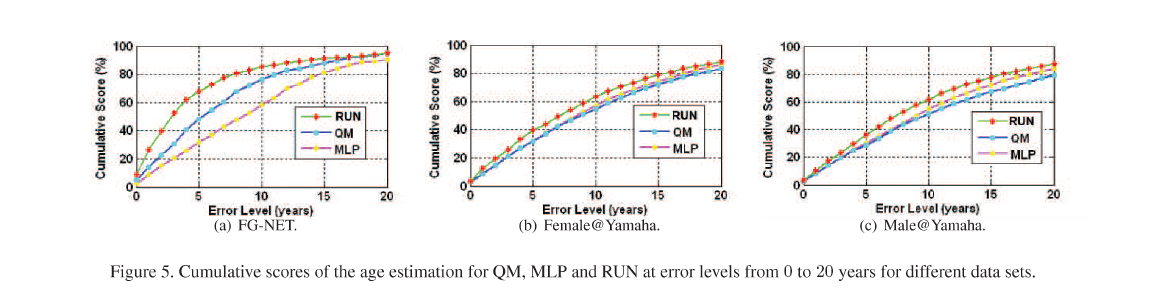 100
80
60
40
20
0
Cumulative Score (%)
RUN
QM
MLP
0 5 10 15 20
Error Level (years)
(a) FG-NET.
100
80
60
40
20
0
Cumulative Score (%)
RUN
QM
MLP
0 5 10 15 20
Error Level (years)
(b) Female@Yamaha.
100
80
60
40
20
0
Cumulative Score (%)
RUN
QM
MLP
0 5 10 15 20
Error Level (years)
(c) Male@Yamaha.
Figure 5. Cumulative scores of the age estimation for QM, MLP and RUN at error levels from 0 to 20 years for different data sets.